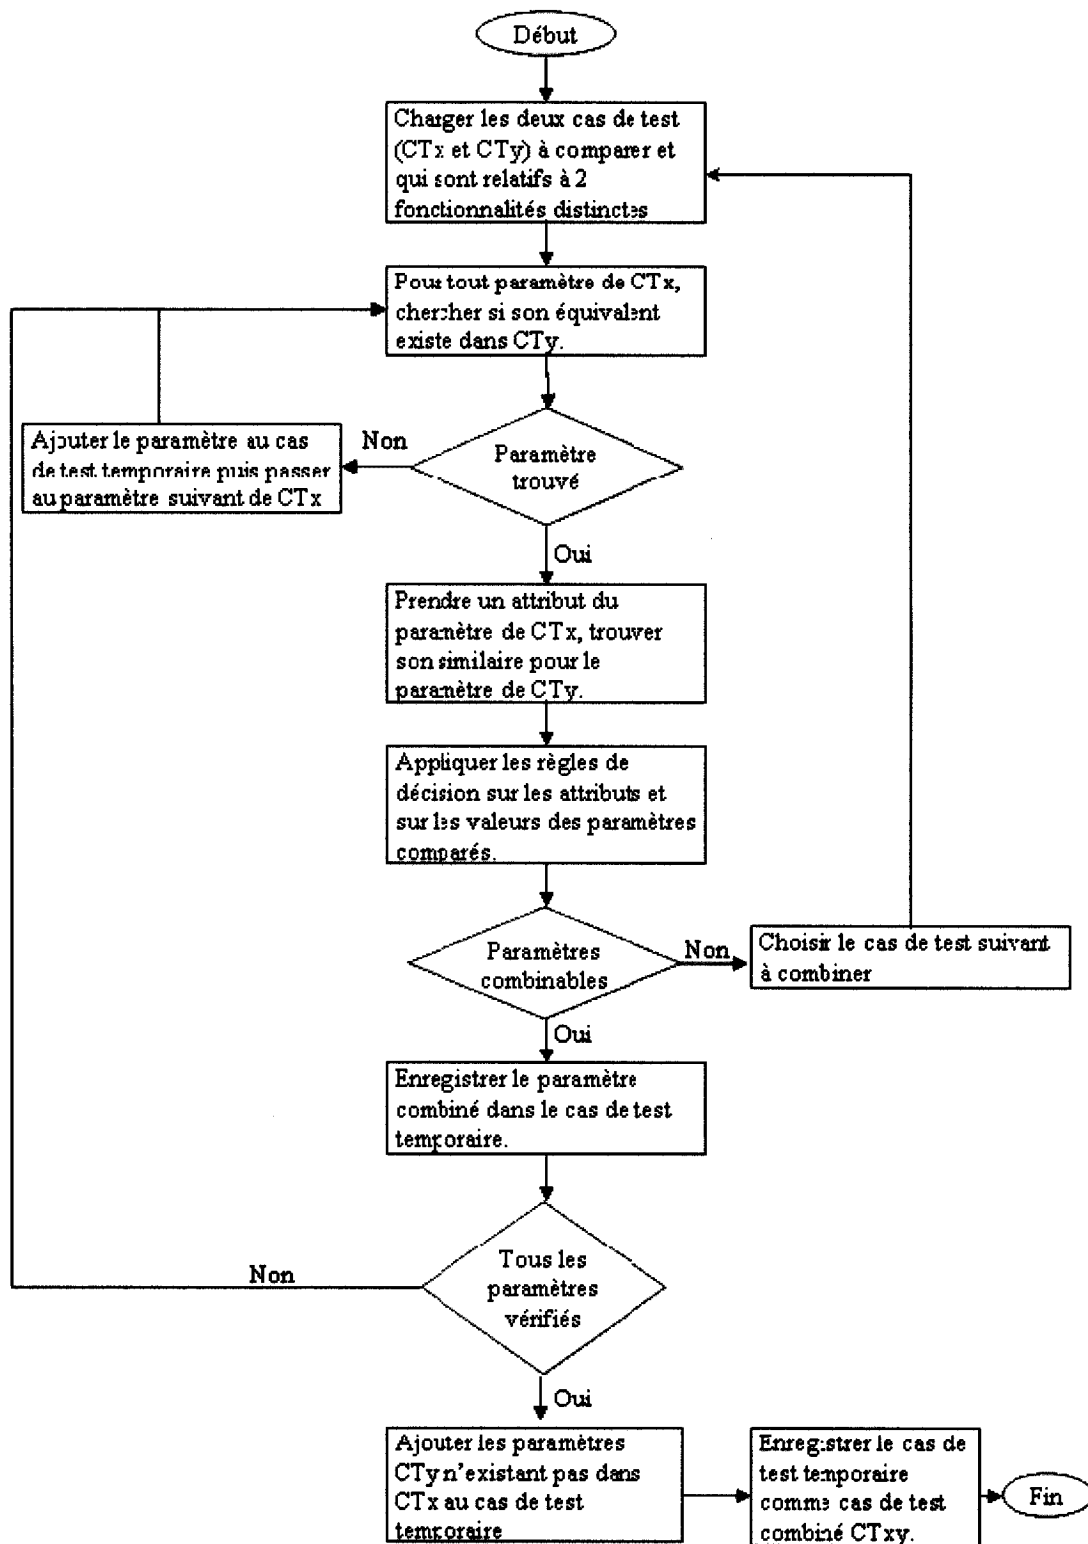 Début
Charger les deux cas de test
(CTx et CTy) à comparer et
qui sont relatifs à 2
fonctionnalités distinctes
Pour tout paramètre de CTx,
chercher si son équivalent
existe dans CTy.
Paramètre
trouvé
Non
Ajouter le paramètre au cas
de test temporaire puis passer
au paramètre suivant de CTx
Oui
Prendre un attribut du
paramètre de CTx, trouver
son similaire pour le
paramètre de CTy.
Appliquer les règles de
décision sur les attributs et
sur les valeurs des paramètres
comparés.
Paramètres
combinables
Non
Choisir le cas de test suivant
à combiner
Oui
Enregistrer le paramètre
combiné dans le cas de test
temporaire.
Tous les
paramètres
vérifiés
Non
Oui
Ajouter les paramètres
CTy n'existant pas dans
CTx au cas de test
temporaire
Enregistrer le cas de
test temporaire
comme cas de test
combiné CTxy.
Fin